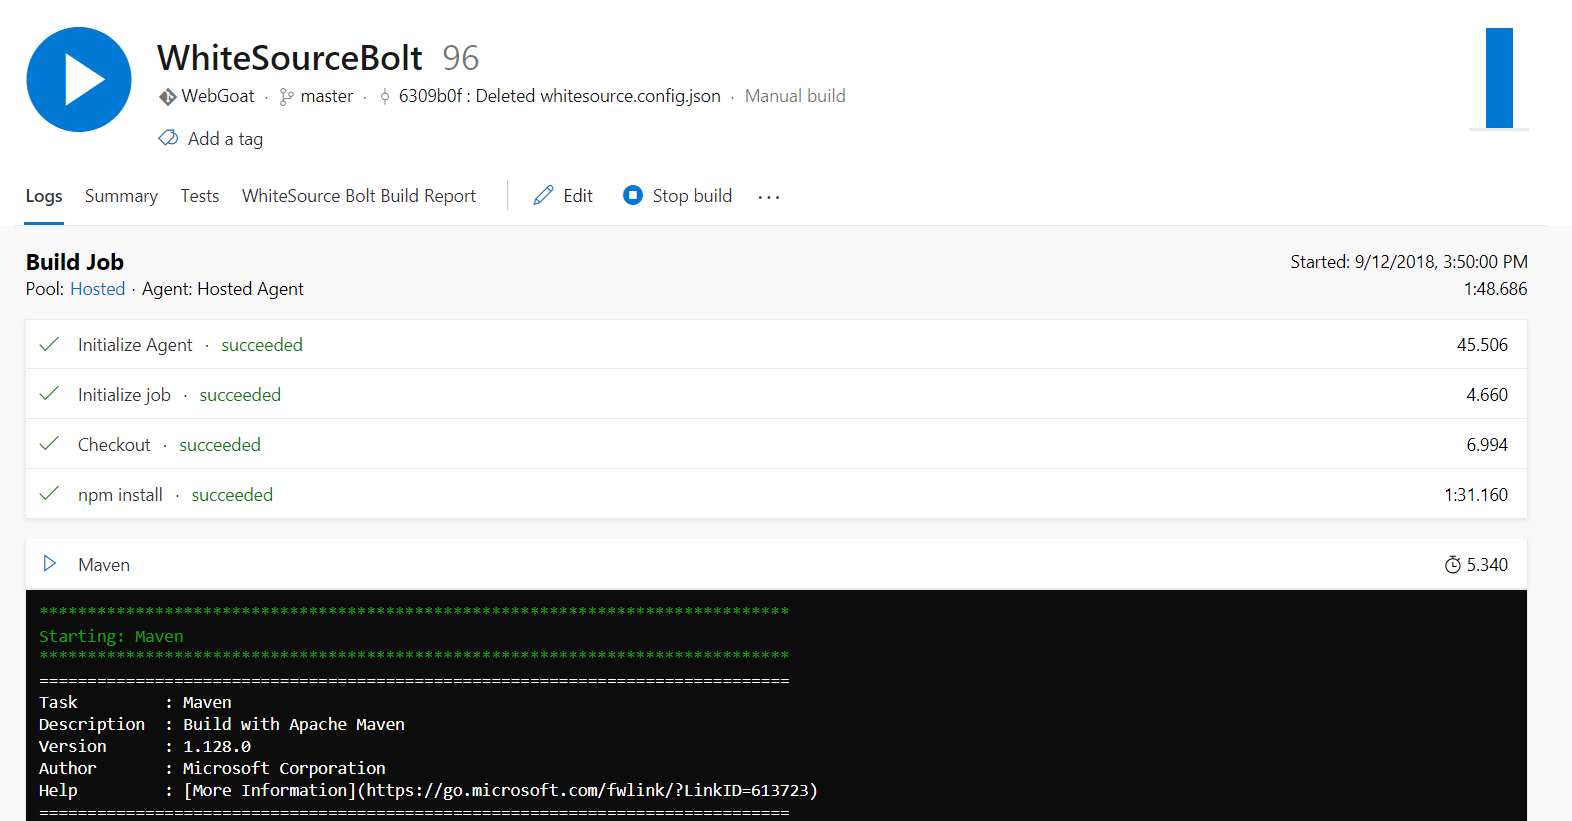 WhiteSourceBolt 96
WebGoat · master · 6309b0f : Deleted whitesource.config.json · Manual build
Add a tag
Logs Summary Tests WhiteSource Bolt Build Report Edit Stop build ...
Build Job Started: 9/12/2018, 3:50:00 PM
Pool: Hosted · Agent: Hosted Agent 1:48.686
Initialize Agent · succeeded 45.506
Initialize job · succeeded 4.660
Checkout · succeeded 6.994
npm install · succeeded 1:31.160
Maven 5.340
******************************************************************************
Starting: Maven
******************************************************************************
==============================================================================
Task : Maven
Description : Build with Apache Maven
Version : 1.128.0
Author : Microsoft Corporation
Help : [More Information](https://go.microsoft.com/fwlink/?LinkID=613723)
==============================================================================